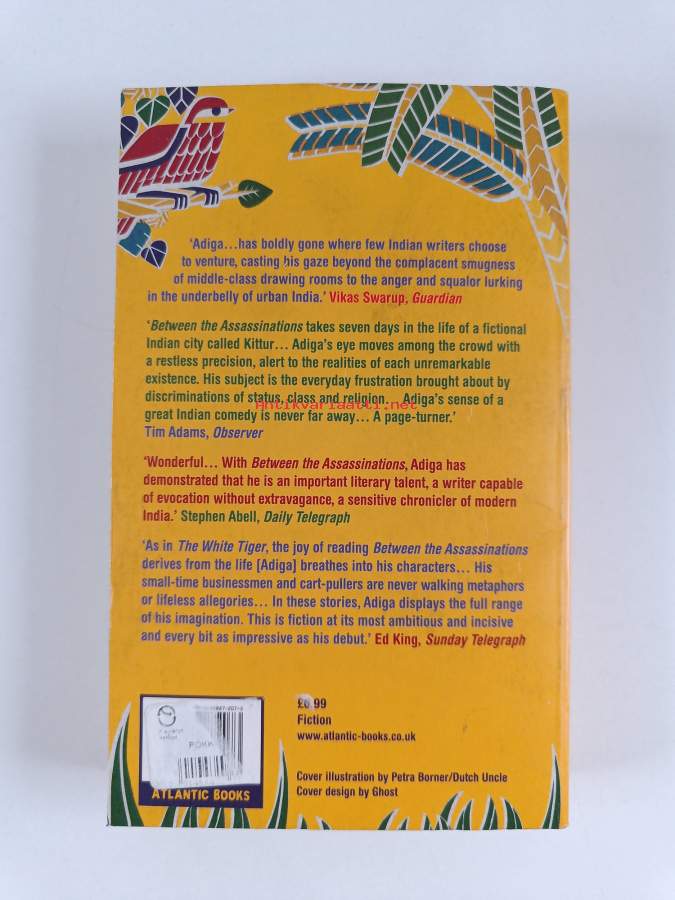 ‘Adiga…has boldly gone where few Indian writers choose
to venture, casting his gaze beyond the complacent smugness
of middle-class drawing rooms to the anger and squalor lurking
in the underbelly of urban India.’ Vikas Swarup, Guardian
‘Between the Assassinations takes seven days in the life of a fictional
Indian city called Kittur… Adiga’s eye moves among the crowd with
a restless precision, alert to the realities of each unremarkable
existence. His subject is the everyday frustration brought about by
discriminations of status, class and religion… Adiga’s sense of a
Antikvariaatti.net
great Indian comedy is never far away… A page-turner.’
Tim Adams, Observer
‘Wonderful… With Between the Assassinations, Adiga has
demonstrated that he is an important literary talent, a writer capable
of evocation without extravagance, a sensitive chronicler of modern
India.’ Stephen Abell, Daily Telegraph
‘As in The White Tiger, the joy of reading Between the Assassinations
derives from the life [Adiga] breathes into his characters… His
small-time businessmen and cart-pullers are never walking metaphors
or lifeless allegories… In these stories, Adiga displays the full range
of his imagination. This is fiction at its most ambitious and incisive
and every bit as impressive as his debut.’ Ed King, Sunday Telegraph
£6.99
Fiction
www.atlantic-books.co.uk
ATLANTIC BOOKS
Cover illustration by Petra Borner/Dutch Uncle
Cover design by Ghost